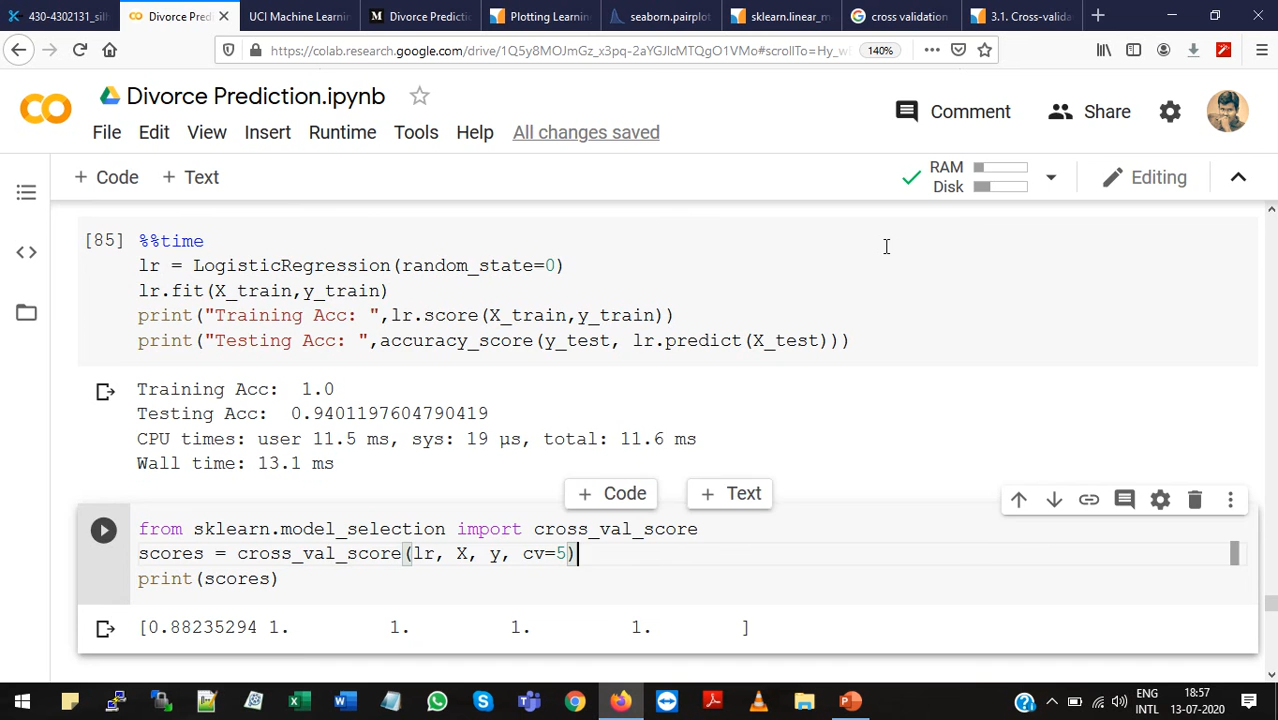 430-4302131_sill
Divorce Prediction
UCI Machine Learnin
Divorce Predictio
Plotting Learnin
seaborn.pairplot
sklearn.linear_m
cross validation
3.1. Cross-valida
https://colab.research.google.com/drive/1Q5y8MOJmGz_x3pq-2aYGJlcMTQgO1VMo#scrollTo=Hy_w
140%
Divorce Prediction.ipynb
Comment
Share
File Edit View Insert Runtime Tools Help All changes saved
+ Code + Text
RAM
Disk
Editing
[85] %%time
lr = LogisticRegression(random_state=0)
lr.fit(X_train,y_train)
print("Training Acc: ",lr.score(X_train,y_train))
print("Testing Acc: ",accuracy_score(y_test, lr.predict(X_test)))
Training Acc:  1.0
Testing Acc:  0.9401197604790419
CPU times: user 11.5 ms, sys: 19 µs, total: 11.6 ms
Wall time: 13.1 ms
+ Code + Text
from sklearn.model_selection import cross_val_score
scores = cross_val_score(lr, X, y, cv=5)
print(scores)
[0.88235294 1.         1.         1.         1.        ]
ENG
INTL
18:57
13-07-2020